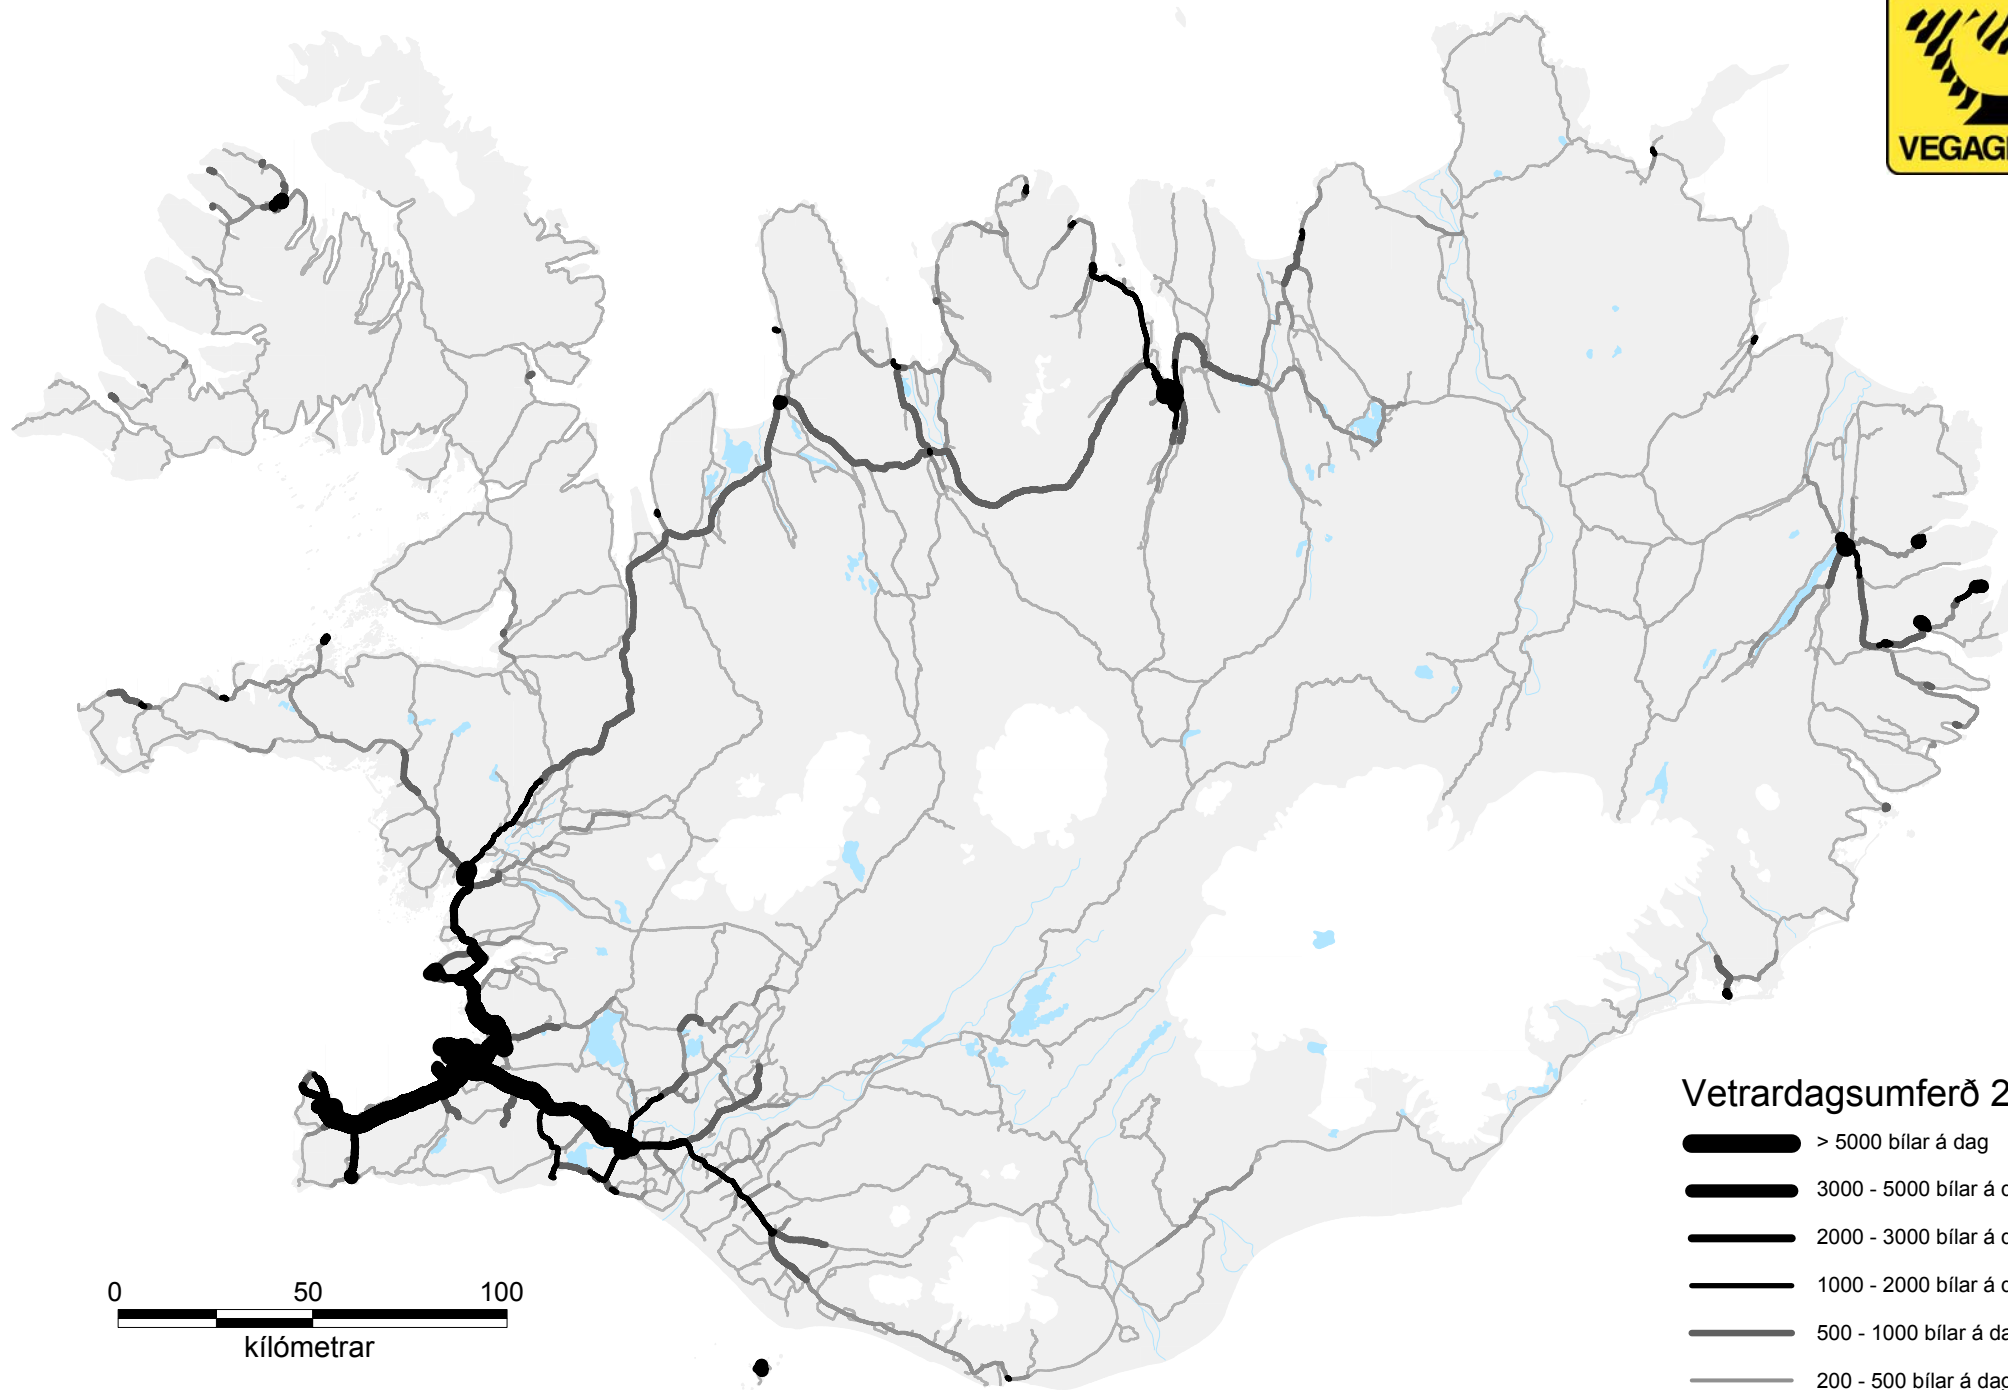 VEGAG
0 50 100
kílómetrar
Vetrardagsumferð 2
> 5000 bílar á dag
3000 - 5000 bílar á d
2000 - 3000 bílar á d
1000 - 2000 bílar á d
500 - 1000 bílar á da
200 - 500 bílar á dag